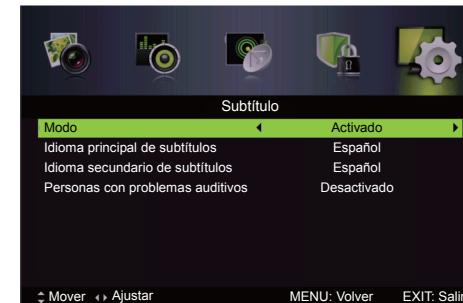 Subtítulo
Modo Activado
Idioma principal de subtítulos Español
Idioma secundario de subtítulos Español
Personas con problemas auditivos Desactivado
Mover Ajustar MENU: Volver EXIT: Salir